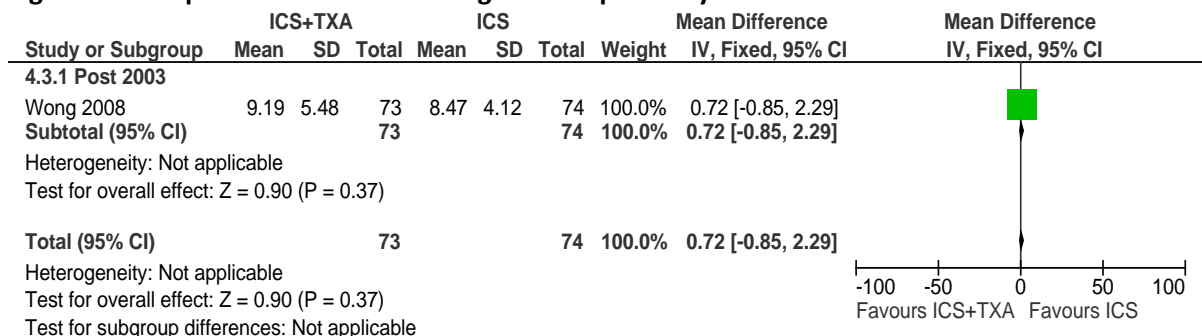 ICS+TXA ICS Mean Difference Mean Difference
Study or Subgroup Mean SD Total Mean SD Total Weight IV, Fixed, 95% CI IV, Fixed, 95% CI
4.3.1 Post 2003
Wong 2008 9.19 5.48 73 8.47 4.12 74 100.0% 0.72 [-0.85, 2.29]
Subtotal (95% CI) 73 74 100.0% 0.72 [-0.85, 2.29]
Heterogeneity: Not applicable
Test for overall effect: Z = 0.90 (P = 0.37)
Total (95% CI) 73 74 100.0% 0.72 [-0.85, 2.29]
Heterogeneity: Not applicable
Test for overall effect: Z = 0.90 (P = 0.37)
Test for subgroup differences: Not applicable
-100 -50 0 50 100
Favours ICS+TXA Favours ICS